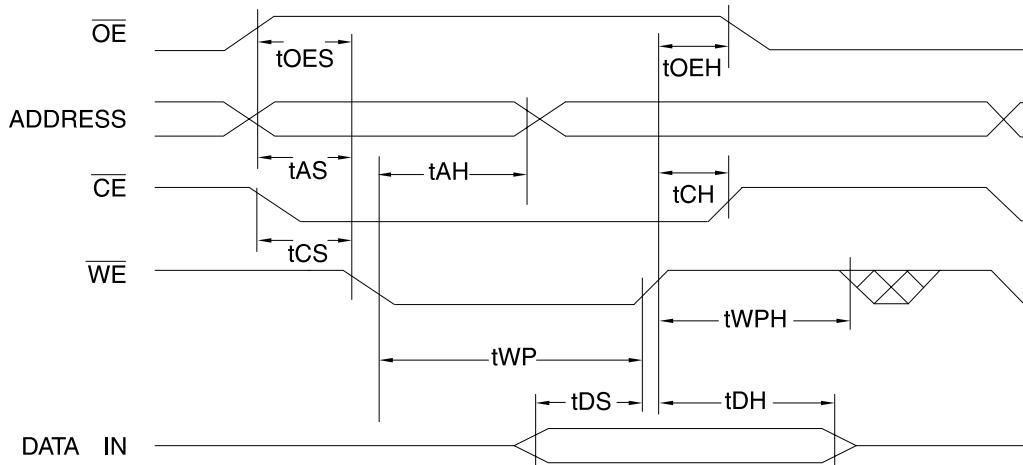 OE
tOES
tOEH
ADDRESS
tAS
tAH
CE
tCH
tCS
WE
tWPH
tWP
tDS
tDH
DATA IN